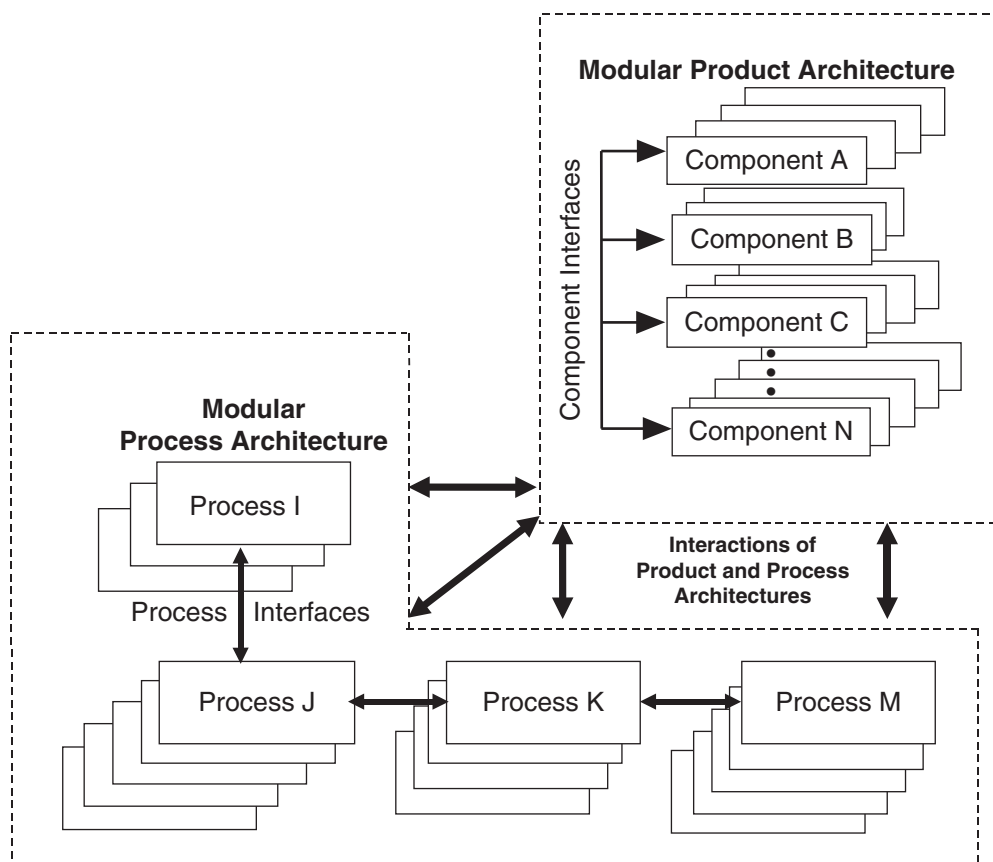 Modular Product Architecture
Component Interfaces
Component A
Component B
Component C
Component N
Modular
Process Architecture
Process I
Process Interfaces
Interactions of
Product and Process
Architectures
Process J
Process K
Process M